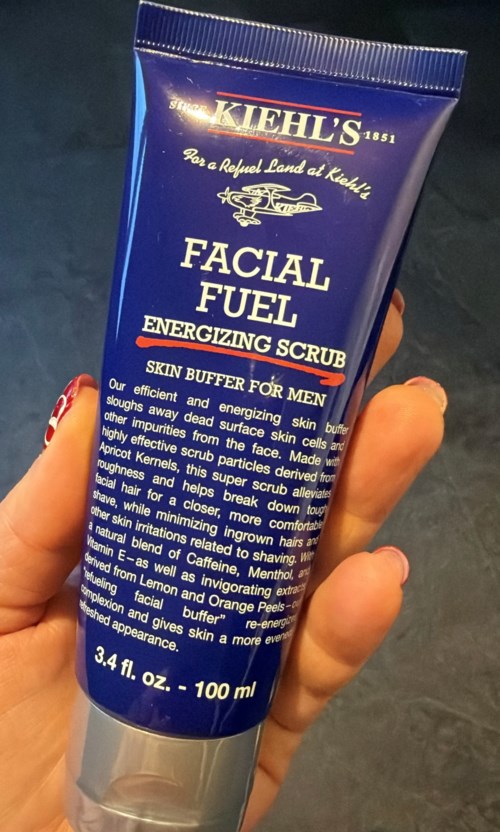 SINCE KIEHL'S 1851
For a Refuel Land at Kiehl's
KIEHL'S
FACIAL
FUEL
ENERGIZING SCRUB
SKIN BUFFER FOR MEN
Our efficient and energizing skin buffer
sloughs away dead surface skin cells and
other impurities from the face. Made with
highly effective scrub particles derived from
Apricot Kernels, this super scrub alleviates
roughness and helps break down tough
facial hair for a closer, more comfortable
shave, while minimizing ingrown hairs and
other skin irritations related to shaving. With
a natural blend of Caffeine, Menthol, and
Vitamin E–as well as invigorating extracts
derived from Lemon and Orange Peels–
"refueling facial buffer" re-energizes
complexion and gives skin a more even
refreshed appearance.
3.4 fl. oz. - 100 ml